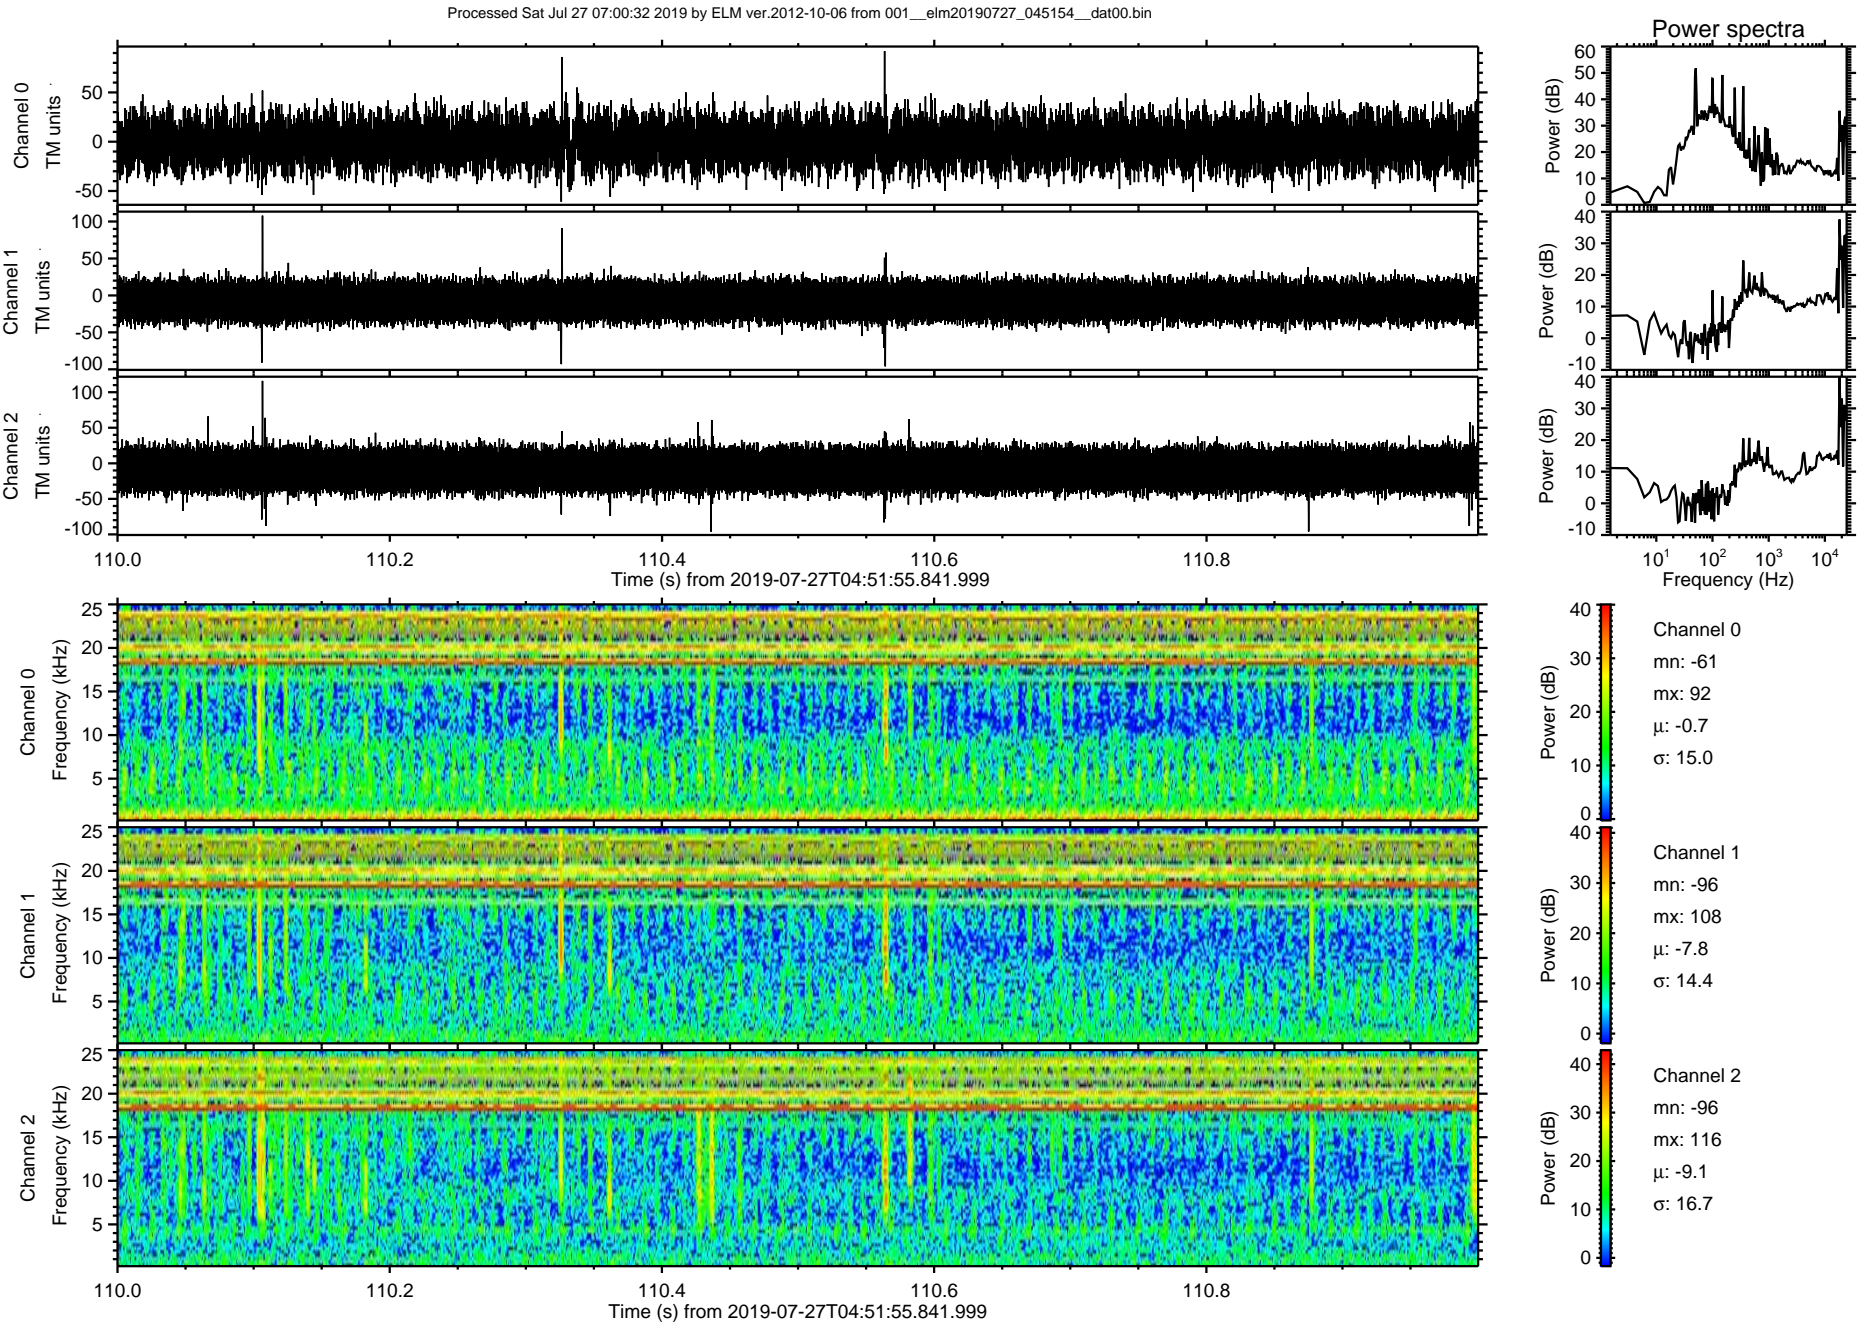 Processed Sat Jul 27 07:00:32 2019 by ELM ver.2012-10-06 from 001__elm20190727_045154__dat00.bin
Power spectra
Channel 0
TM units
50
0
-50
Power (dB)
60
50
40
30
20
10
0
Channel 1
TM units
100
50
0
-50
-100
Power (dB)
40
30
20
10
0
-10
Channel 2
TM units
100
50
0
-50
-100
Power (dB)
40
30
20
10
0
-10
110.0 110.2 110.4 110.6 110.8
Time (s) from 2019-07-27T04:51:55.841.999
10^1 10^2 10^3 10^4
Frequency (Hz)
Channel 0
Frequency (kHz)
25
20
15
10
5
Power (dB)
40
30
20
10
0
Channel 0
mn: -61
mx: 92
μ: -0.7
σ: 15.0
Channel 1
Frequency (kHz)
25
20
15
10
5
Power (dB)
40
30
20
10
0
Channel 1
mn: -96
mx: 108
μ: -7.8
σ: 14.4
Channel 2
Frequency (kHz)
25
20
15
10
5
Power (dB)
40
30
20
10
0
Channel 2
mn: -96
mx: 116
μ: -9.1
σ: 16.7
110.0 110.2 110.4 110.6 110.8
Time (s) from 2019-07-27T04:51:55.841.999